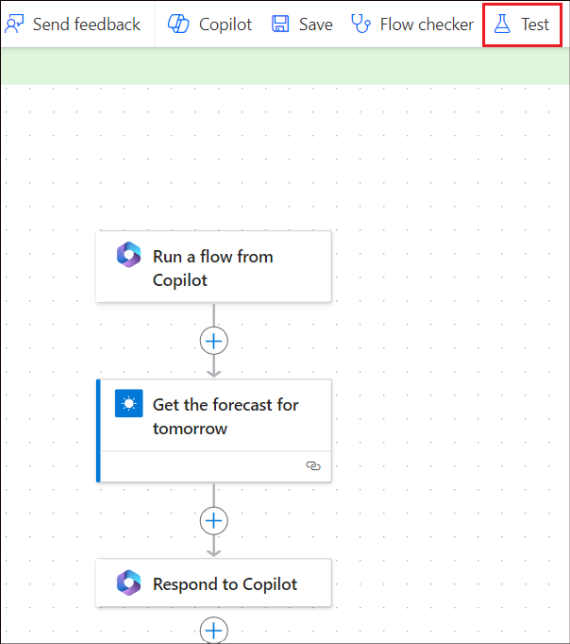 Send feedback Copilot Save Flow checker Test
Run a flow from
Copilot
Get the forecast for
tomorrow
Respond to Copilot